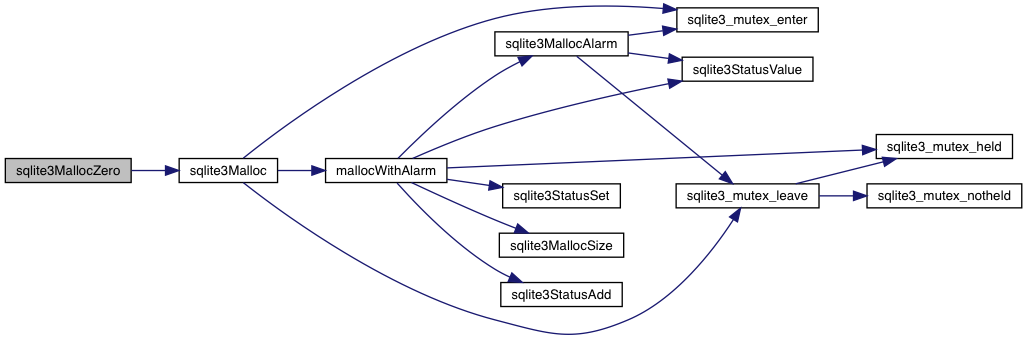 sqlite3MallocZero
sqlite3Malloc
mallocWithAlarm
sqlite3MallocAlarm
sqlite3_mutex_enter
sqlite3StatusValue
sqlite3_mutex_held
sqlite3_mutex_leave
sqlite3_mutex_notheld
sqlite3StatusSet
sqlite3MallocSize
sqlite3StatusAdd